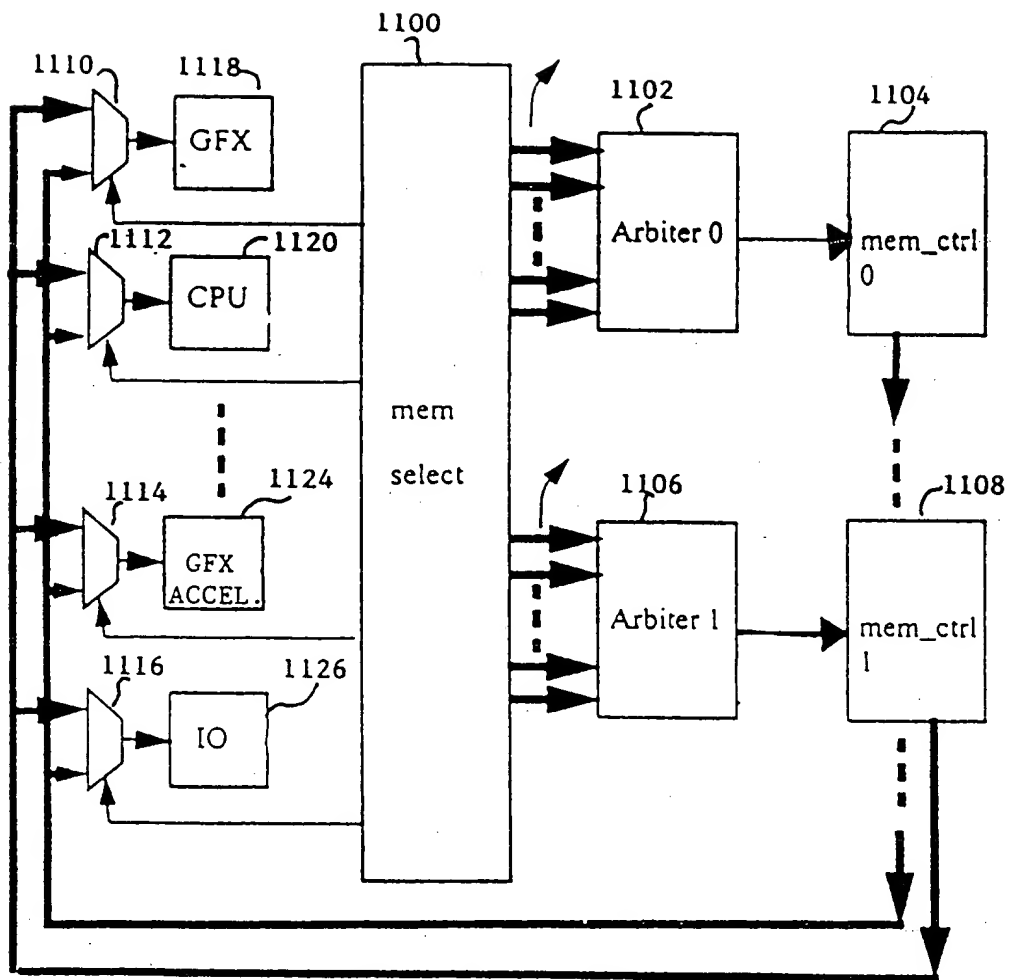 1100
1110
1118
1102
1104
GFX
Arbiter 0
mem_ctrl
0
1112
1120
CPU
mem
select
1114
1124
1106
1108
GFX
ACCEL.
Arbiter 1
mem_ctrl
1
1116
1126
IO